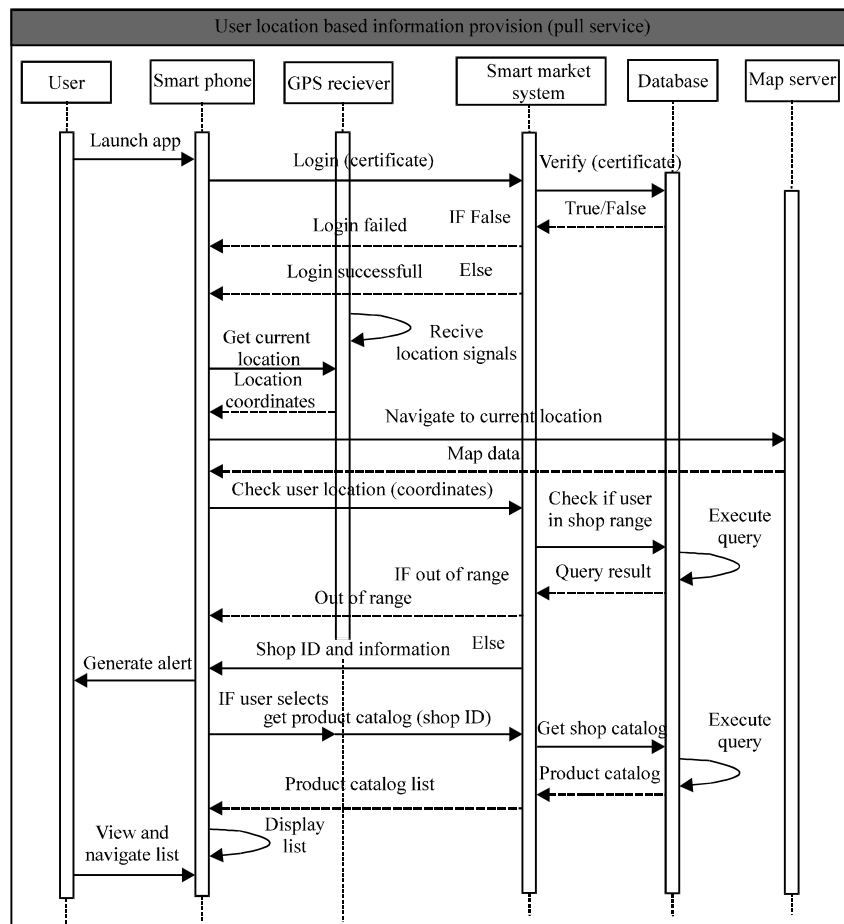 User location based information provision (pull service)
User
Smart phone
GPS reciever
Smart market
system
Database
Map server
Launch app
Login (certificate)
Verify (certificate)
True/False
IF False
Login failed
Login successfull
Else
Recive
location signals
Get current
location
Location
coordinates
Navigate to current location
Map data
Check user location (coordinates)
Check if user
in shop range
Execute
query
Query result
IF out of range
Out of range
Else
Shop ID and information
Generate alert
IF user selects
get product catalog (shop ID)
Get shop catalog
Execute
query
Product catalog
Product catalog list
Display
list
View and
navigate list